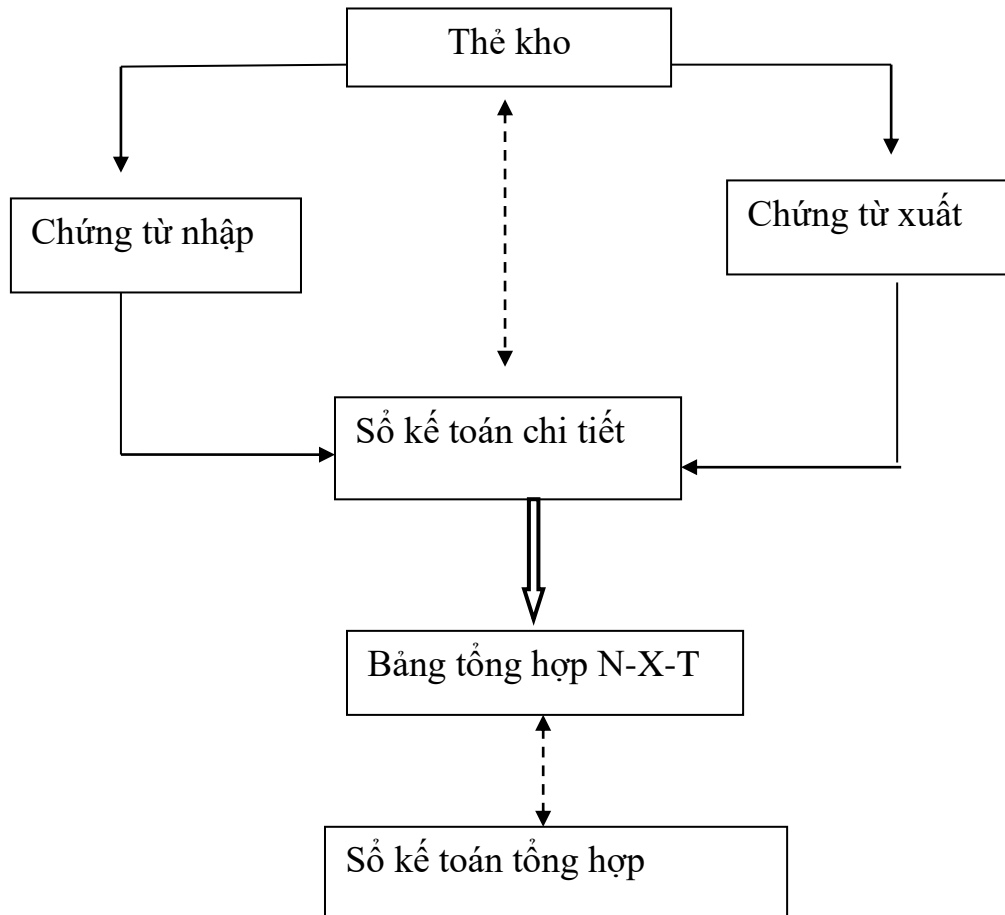 Thẻ kho
Chứng từ nhập
Chứng từ xuất
Sổ kế toán chi tiết
Bảng tổng hợp N-X-T
Sổ kế toán tổng hợp